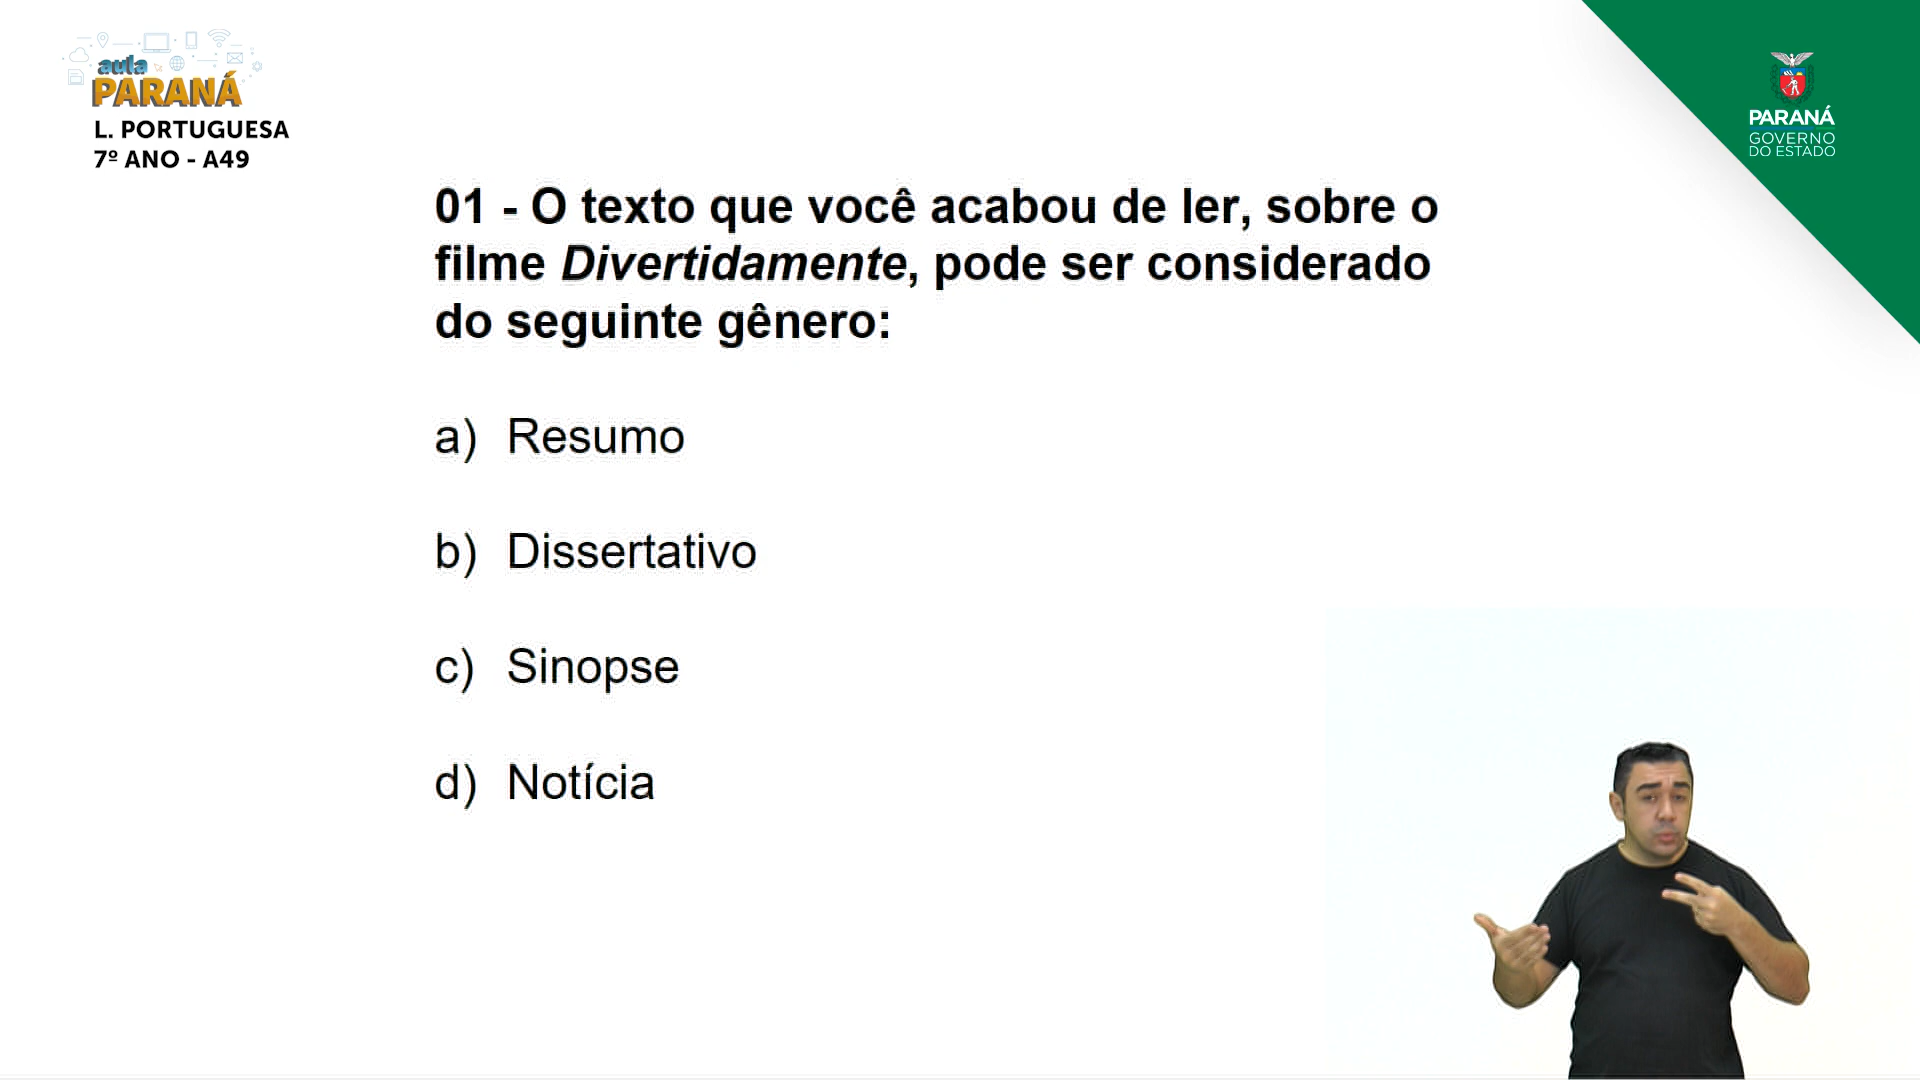 aula
PARANÁ
L. PORTUGUESA
7º ANO - A49
PARANÁ
GOVERNO
DO ESTADO
01 - O texto que você acabou de ler, sobre o
filme Divertidamente, pode ser considerado
do seguinte gênero:
a) Resumo
b) Dissertativo
c) Sinopse
d) Notícia